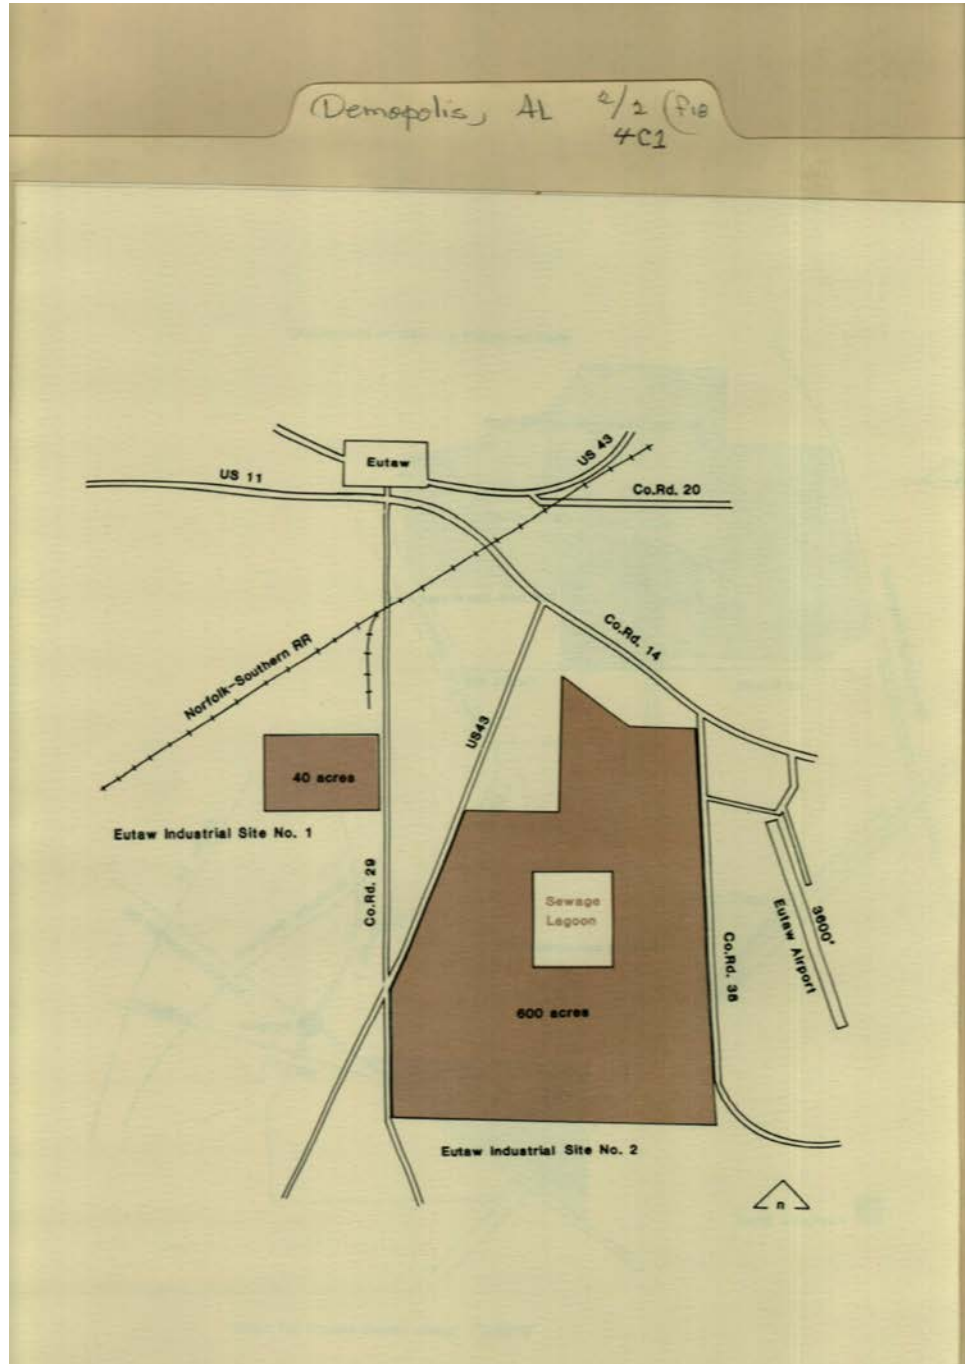 Demopolis, AL 2/2 (f18
4C1
US 43
Eutaw
US 11
Co.Rd. 20
Co.Rd. 14
Norfolk-Southern RR
US43
40 acres
Eutaw Industrial Site No. 1
Co.Rd. 29
Sewage
Lagoon
3600'
Eutaw Airport
Co.Rd. 36
600 acres
Eutaw Industrial Site No. 2
n